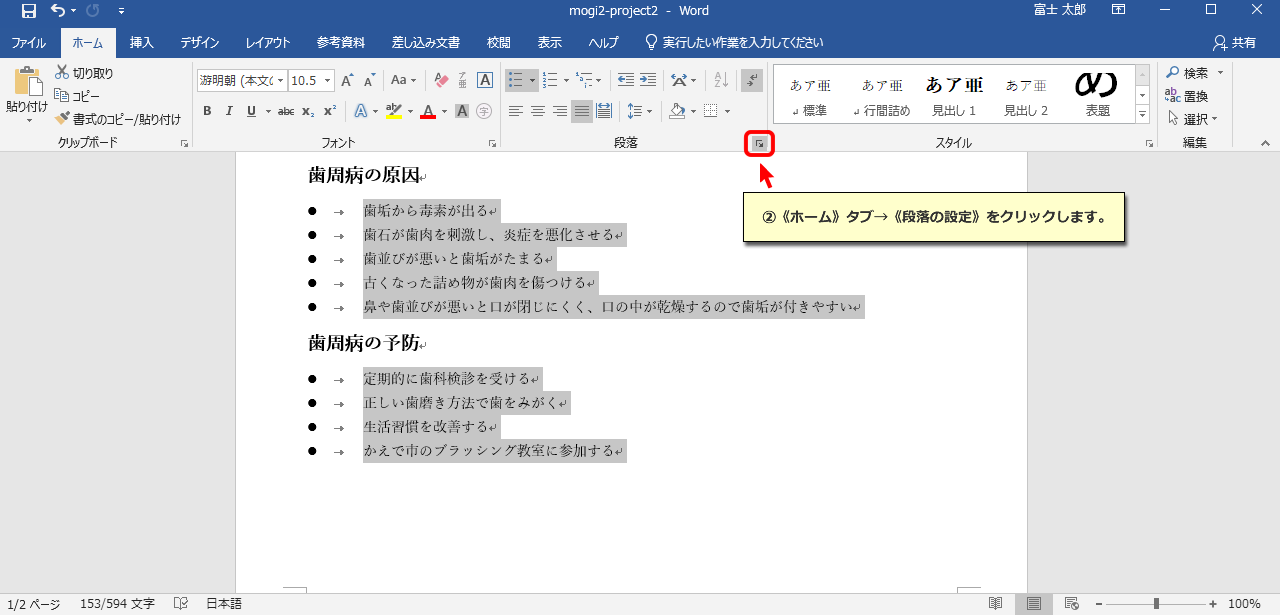 mogi2-project2 - Word
富士 太郎
ファイル ホーム 挿入 デザイン レイアウト 参考資料 差し込み文書 校閲 表示 ヘルプ 実行したい作業を入力してください 共有
貼り付け
切り取り
コピー
書式のコピー/貼り付け
クリップボード
游明朝 (本文の 10.5
B I U abc x₂ x²
フォント
段落
あア亜 あア亜 あア亜 あア亜 の
標準 行間詰め 見出し 1 見出し 2 表題
スタイル
検索
置換
選択
編集
歯周病の原因
● → 歯垢から毒素が出る
● → 歯石が歯肉を刺激し、炎症を悪化させる
● → 歯並びが悪いと歯垢がたまる
● → 古くなった詰め物が歯肉を傷つける
● → 鼻や歯並びが悪いと口が閉じにくく、口の中が乾燥するので歯垢が付きやすい
歯周病の予防
● → 定期的に歯科検診を受ける
● → 正しい歯磨き方法で歯をみがく
● → 生活習慣を改善する
● → かえで市のブラッシング教室に参加する
②《ホーム》タブ→《段落の設定》をクリックします。
1/2 ページ 153/594 文字 日本語 100%